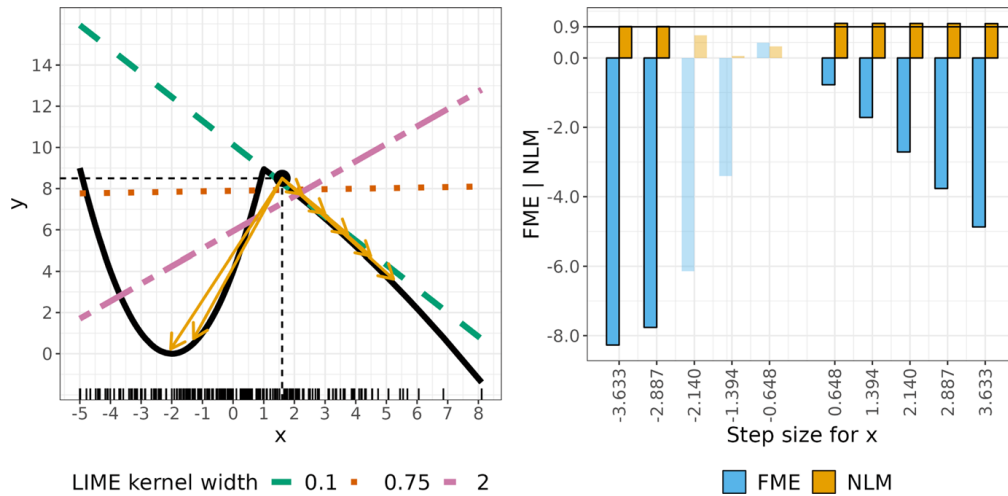 14
12
10
8
6
4
2
0
y
-5 -4 -3 -2 -1 0 1 2 3 4 5 6 7 8
x
LIME kernel width 0.1 0.75 2
0.9
0.0
-2.0
-4.0
-6.0
-8.0
FME | NLM
-3.633 -2.887 -2.140 -1.394 -0.648 0.648 1.394 2.140 2.887 3.633
Step size for x
FME NLM